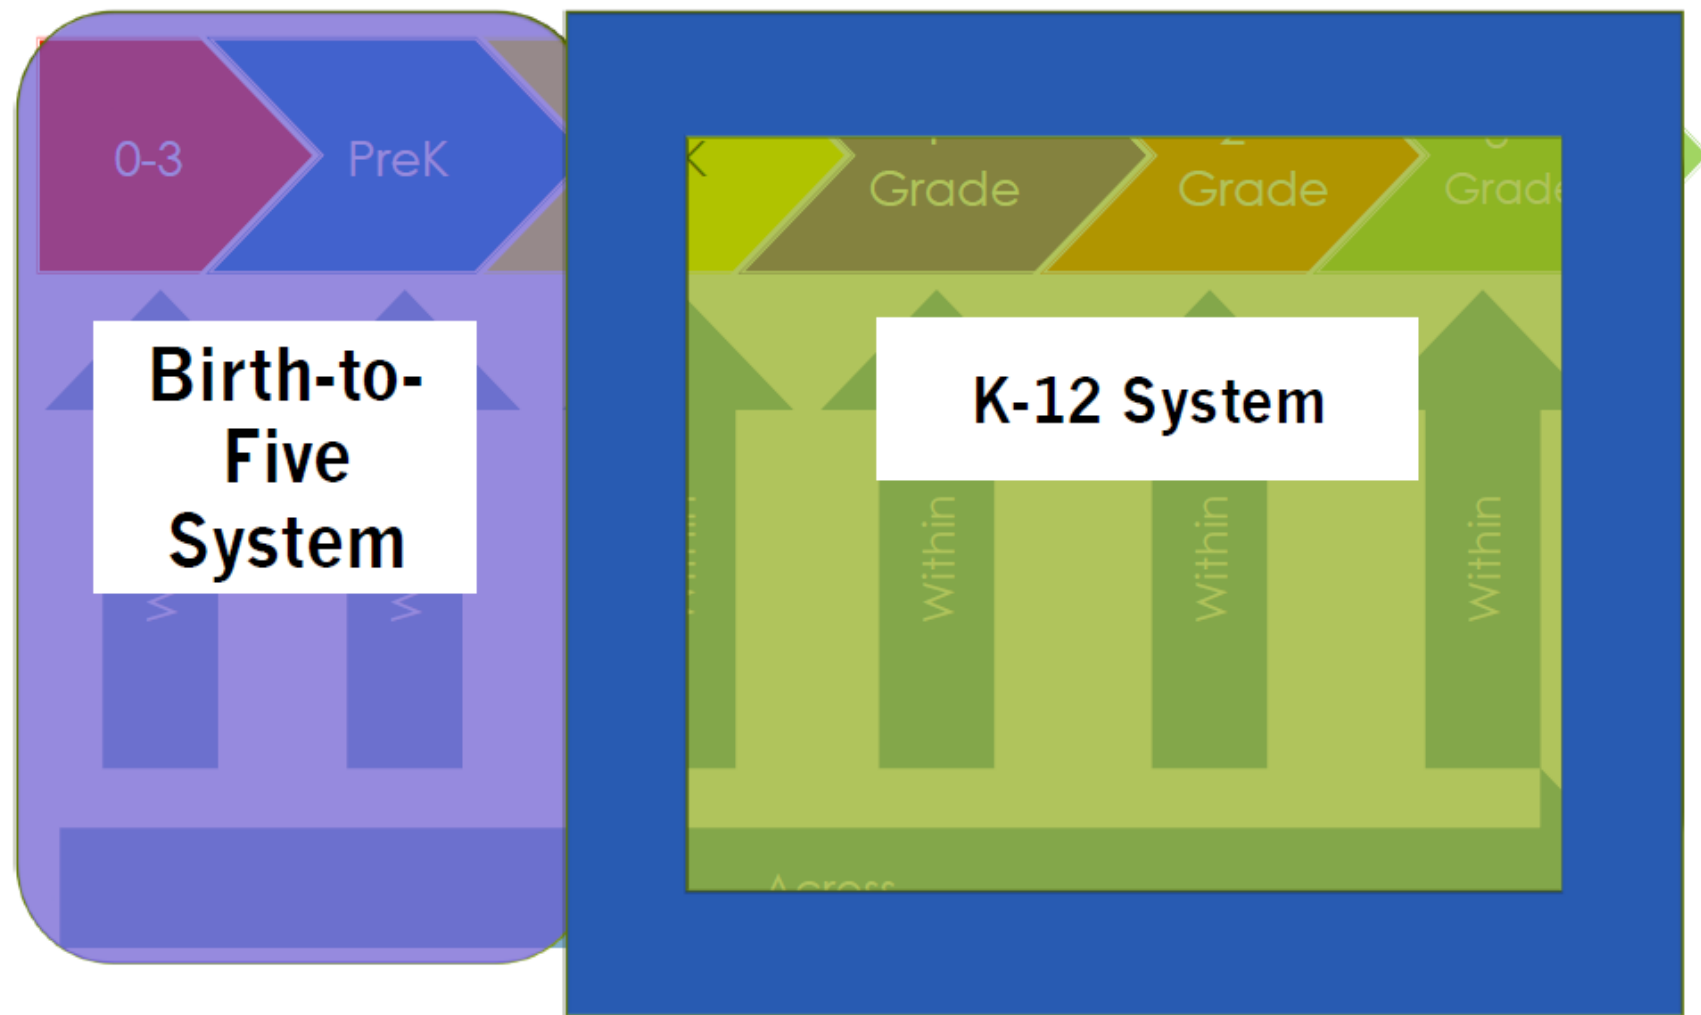 0-3
PreK
K
Grade
Grade
Grade
Birth-to-
Five
System
K-12 System
Within
Within
Within
Across